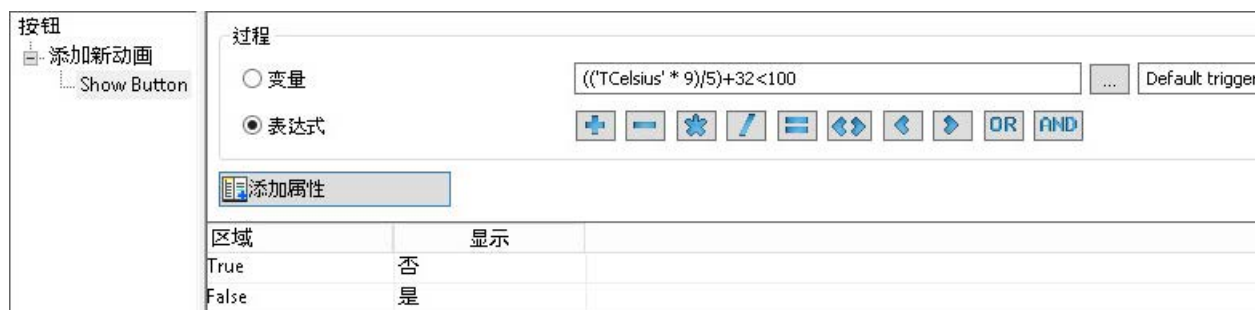 按钮
添加新动画
Show Button
过程
变量
(('TCelsius' * 9)/5)+32<100
...
Default trigger
表达式
OR AND
添加属性
区域 显示
True 否
False 是